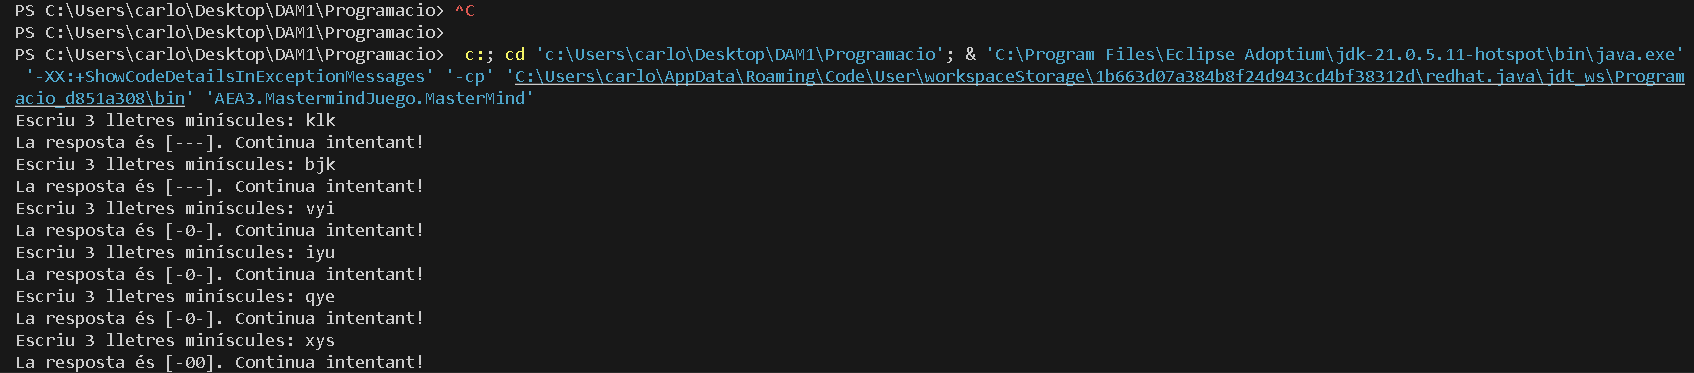 PS C:\Users\carlo\Desktop\DAM1\Programacio> ^C
PS C:\Users\carlo\Desktop\DAM1\Programacio>
PS C:\Users\carlo\Desktop\DAM1\Programacio>  c:; cd 'c:\Users\carlo\Desktop\DAM1\Programacio'; & 'C:\Program Files\Eclipse Adoptium\jdk-21.0.5.11-hotspot\bin\java.exe'
'-XX:+ShowCodeDetailsInExceptionMessages' '-cp' 'C:\Users\carlo\AppData\Roaming\Code\User\workspaceStorage\1b663d07a384b8f24d943cd4bf38312d\redhat.java\jdt_ws\Program
acio_d851a308\bin' 'AEA3.MastermindJuego.MasterMind'
Escriu 3 lletres miníscules: klk
La resposta és [---]. Continua intentant!
Escriu 3 lletres miníscules: bjk
La resposta és [---]. Continua intentant!
Escriu 3 lletres miníscules: vyi
La resposta és [-0-]. Continua intentant!
Escriu 3 lletres miníscules: iyu
La resposta és [-0-]. Continua intentant!
Escriu 3 lletres miníscules: qye
La resposta és [-0-]. Continua intentant!
Escriu 3 lletres miníscules: xys
La resposta és [-00]. Continua intentant!